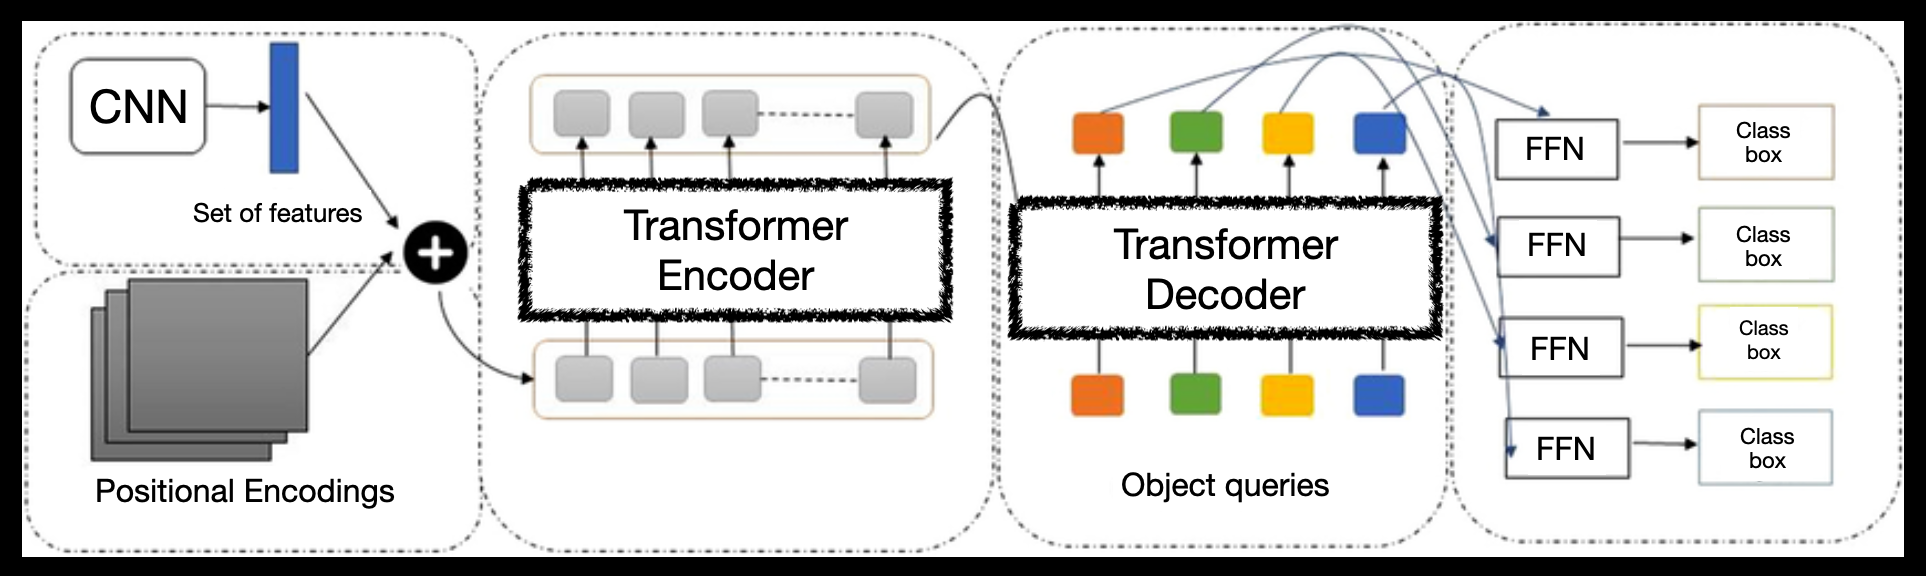 CNN
Set of features
Positional Encodings
Transformer
Encoder
Transformer
Decoder
Object queries
FFN
Class
box
FFN
Class
box
FFN
Class
box
FFN
Class
box